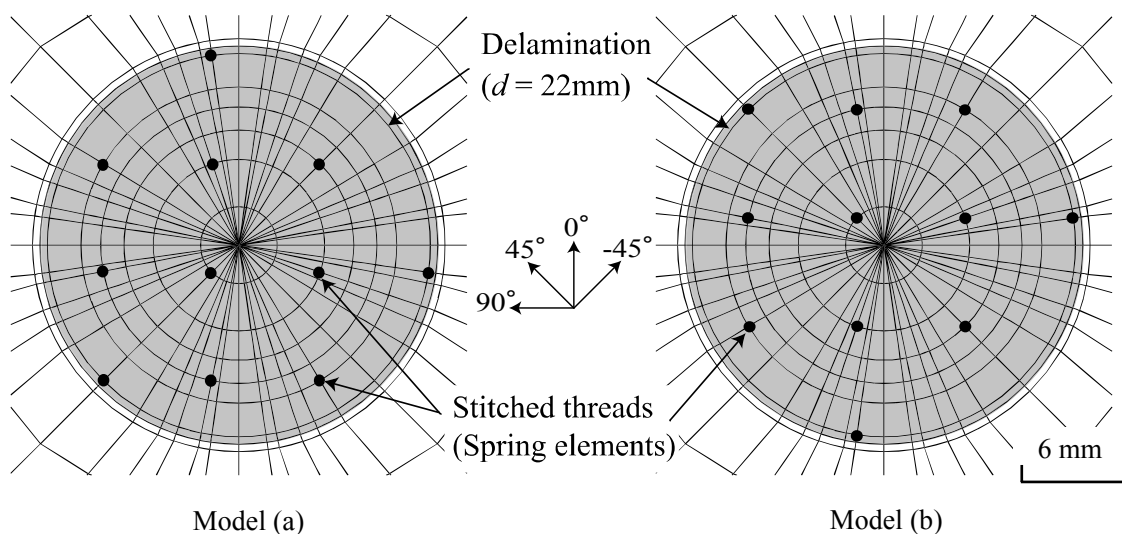 Delamination
(d = 22mm)
0°
45°
-45°
90°
Stitched threads
(Spring elements)
6 mm
Model (a)
Model (b)